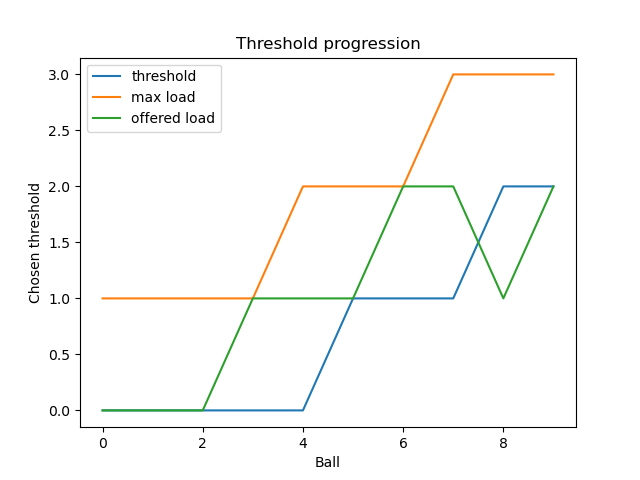 Threshold progression
threshold
max load
offered load
Chosen threshold
3.0
2.5
2.0
1.5
1.0
0.5
0.0
0 2 4 6 8
Ball